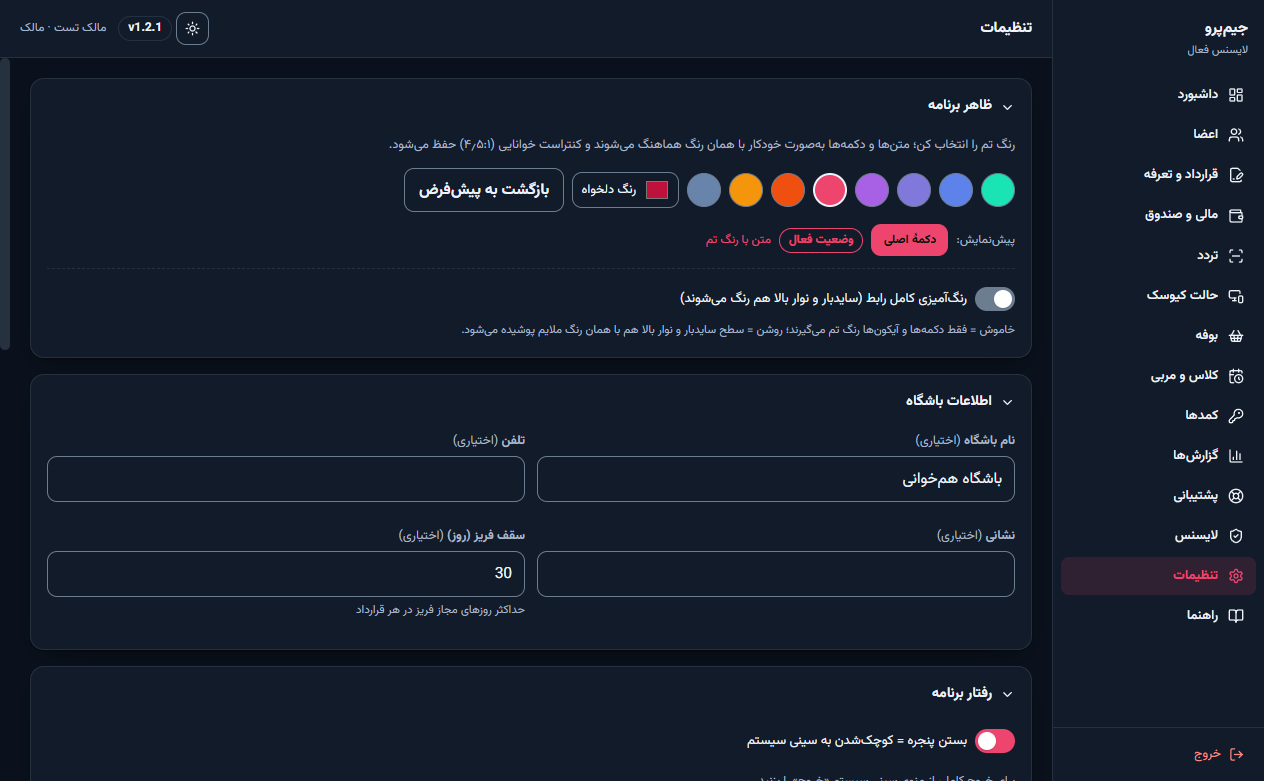 جیم‌پرو
لایسنس فعال
داشبورد
اعضا
قرارداد و تعرفه
مالی و صندوق
تردد
حالت کیوسک
بوفه
کلاس و مربی
کمدها
گزارش‌ها
پشتیبانی
لایسنس
تنظیمات
راهنما
خروج
تنظیمات
v1.2.1
مالک تست · مالک
ظاهر برنامه
رنگ تم را انتخاب کن؛ متن‌ها و دکمه‌ها به‌صورت خودکار با همان رنگ هماهنگ می‌شوند و کنتراست خوانایی (۴٫۵:۱) حفظ می‌شود.
رنگ دلخواه
بازگشت به پیش‌فرض
پیش‌نمایش:
دکمهٔ اصلی
وضعیت فعال
متن با رنگ تم
رنگ‌آمیزی کامل رابط (سایدبار و نوار بالا هم رنگ می‌شوند)
خاموش = فقط دکمه‌ها و آیکون‌ها رنگ تم می‌گیرند؛ روشن = سطح سایدبار و نوار بالا هم با همان رنگ ملایم پوشیده می‌شود.
اطلاعات باشگاه
نام باشگاه (اختیاری)
باشگاه هم‌خوانی
تلفن (اختیاری)
نشانی (اختیاری)
سقف فریز (روز) (اختیاری)
30
حداکثر روزهای مجاز فریز در هر قرارداد
رفتار برنامه
بستن پنجره = کوچک‌شدن به سینی سیستم